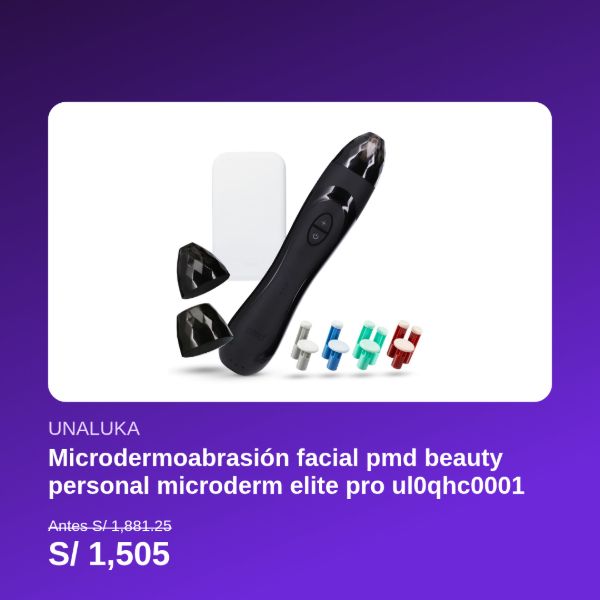 UNALUKA
Microdermoabrasión facial pmd beauty
personal microderm elite pro ul0qhc0001
Antes S/ 1,881.25
S/ 1,505